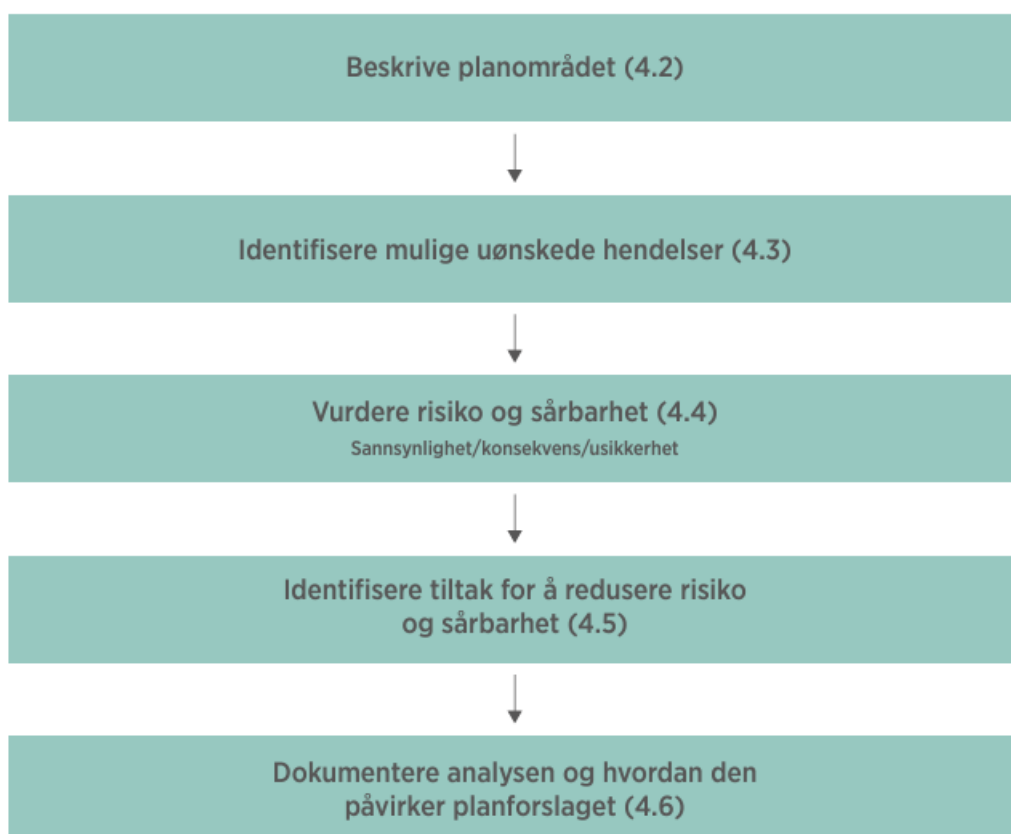 Beskrive planområdet (4.2)
Identifisere mulige uønskede hendelser (4.3)
Vurdere risiko og sårbarhet (4.4)
Sannsynlighet/konsekvens/usikkerhet
Identifisere tiltak for å redusere risiko
og sårbarhet (4.5)
Dokumentere analysen og hvordan den
påvirker planforslaget (4.6)